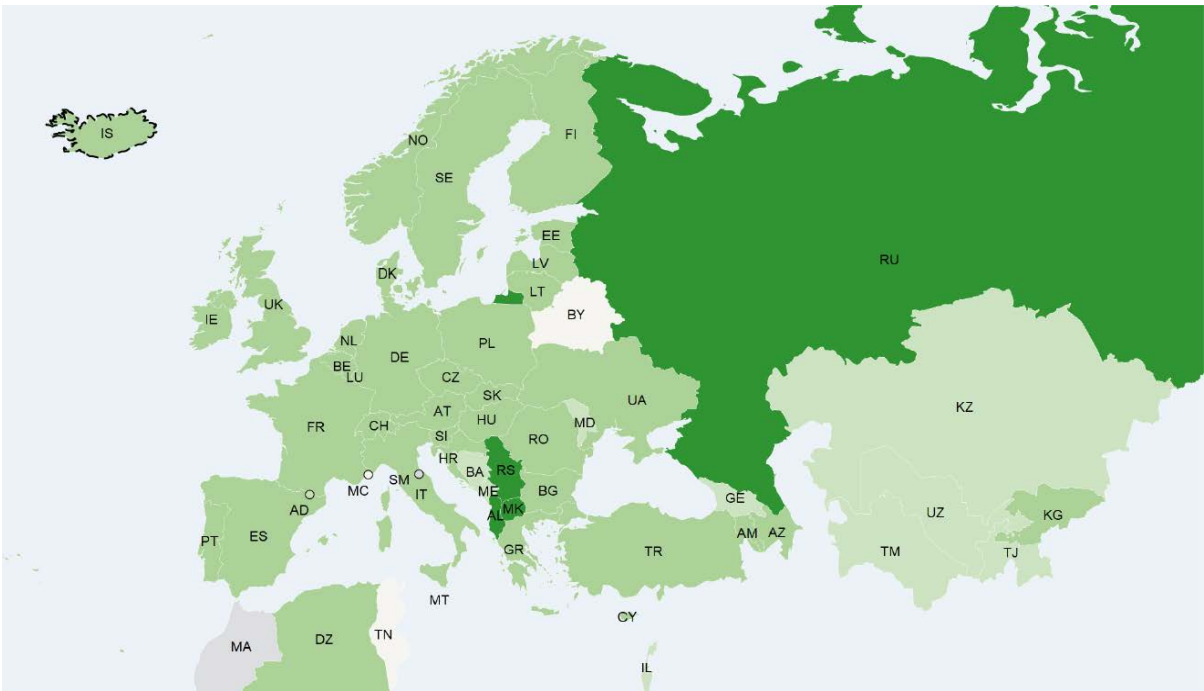 IS
NO
FI
SE
EE
RU
LV
DK
LT
UK
IE
BY
NL
PL
DE
BE
LU
CZ
SK
UA
KZ
AT
MD
HU
FR
CH
SI
RO
HR
RS
BA
SM
MC
ME
IT
BG
GE
AD
MK
AL
UZ
KG
PT
ES
AM
AZ
GR
TR
TM
TJ
MT
CY
TN
DZ
MA
IL